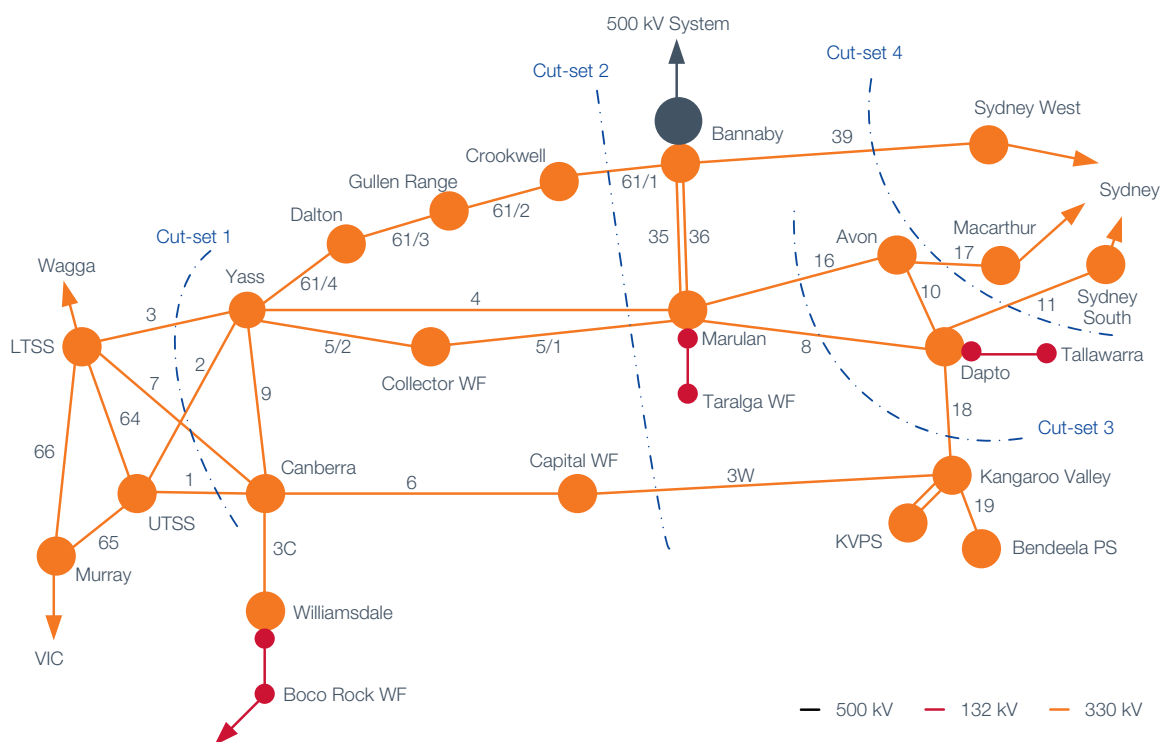 500 kV System
Cut-set 4
Cut-set 2
Sydney West
Bannaby
39
Crookwell
61/1
Gullen Range
61/2
Sydney
Dalton
61/3
Macarthur
Avon
Cut-set 1
35
36
16
17
Wagga
Yass
61/4
10
Sydney
South
11
3
4
LTSS
Marulan
8
5/2
5/1
Tallawarra
2
Dapto
7
Collector WF
9
Taralga WF
64
18
Cut-set 3
66
Capital WF
Canberra
Kangaroo Valley
1
6
3W
19
UTSS
KVPS
65
3C
Bendeela PS
Murray
Williamsdale
VIC
Boco Rock WF
500 kV
132 kV
330 kV